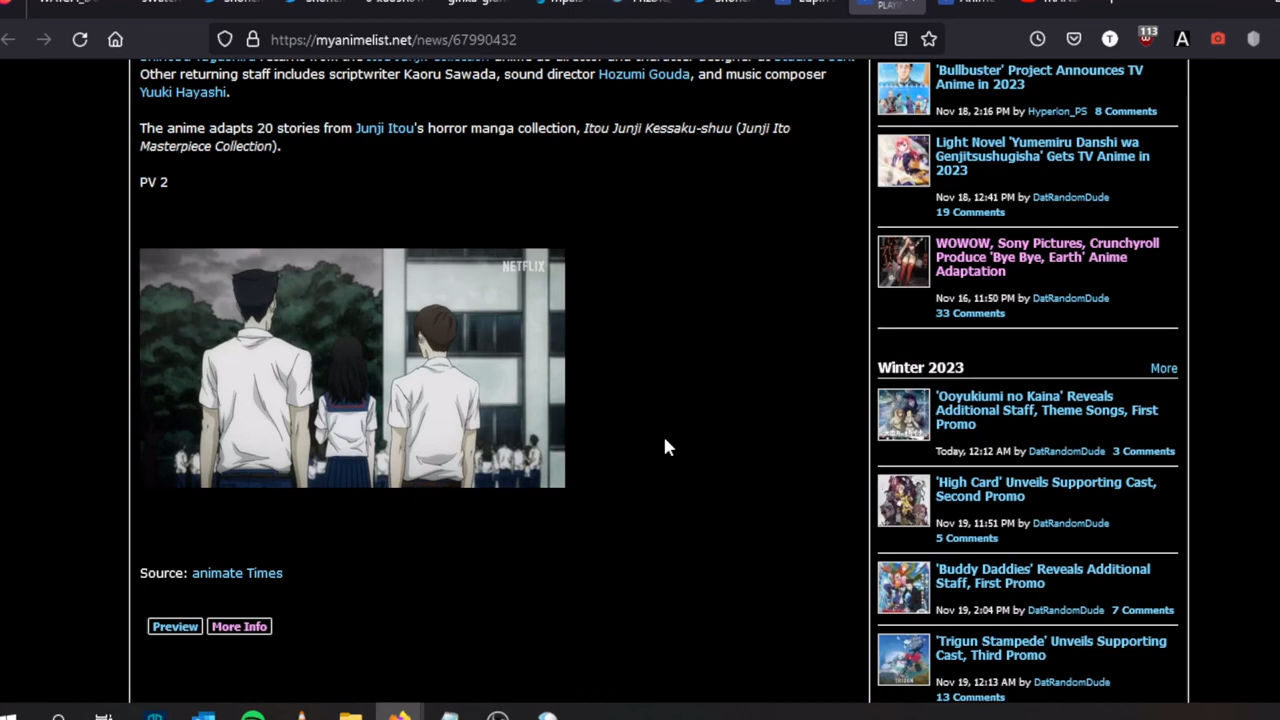 PLAYI
https://myanimelist.net/news/67990432
113
Other returning staff includes scriptwriter Kaoru Sawada, sound director Hozumi Gouda, and music composer
Yuuki Hayashi.
The anime adapts 20 stories from Junji Itou's horror manga collection, Itou Junji Kessaku-shuu (Junji Ito
Masterpiece Collection).
PV 2
NETFLIX
Source: animate Times
Preview
More Info
'Bullbuster' Project Announces TV
Anime in 2023
Nov 18, 2:16 PM by Hyperion_PS 8 Comments
Light Novel 'Yumemiru Danshi wa
Genjitsushugisha' Gets TV Anime in
2023
Nov 18, 12:41 PM by DatRandomDude
19 Comments
WOWOW, Sony Pictures, Crunchyroll
Produce 'Bye Bye, Earth' Anime
Adaptation
Nov 16, 11:50 PM by DatRandomDude
33 Comments
Winter 2023
More
'Ooyukiumi no Kaina' Reveals
Additional Staff, Theme Songs, First
Promo
Today, 12:12 AM by DatRandomDude 3 Comments
'High Card' Unveils Supporting Cast,
Second Promo
Nov 19, 11:51 PM by DatRandomDude
5 Comments
'Buddy Daddies' Reveals Additional
Staff, First Promo
Nov 19, 2:04 PM by DatRandomDude 7 Comments
'Trigun Stampede' Unveils Supporting
Cast, Third Promo
Nov 19, 12:13 AM by DatRandomDude
13 Comments